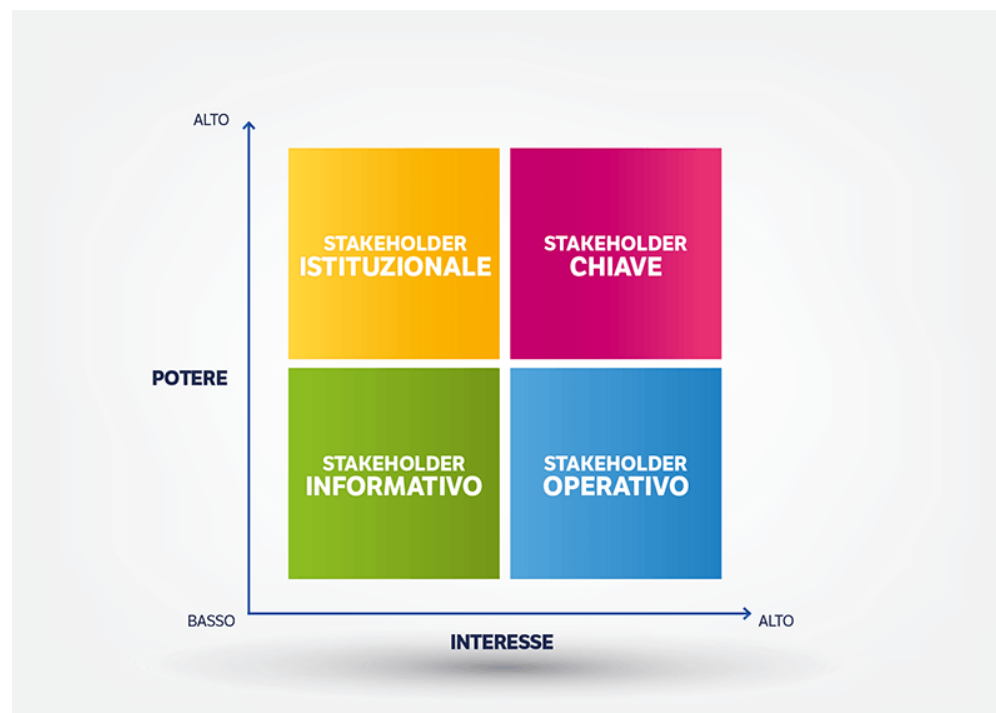 ALTO
STAKEHOLDER
ISTITUZIONALE
STAKEHOLDER
CHIAVE
POTERE
STAKEHOLDER
INFORMATIVO
STAKEHOLDER
OPERATIVO
BASSO
ALTO
INTERESSE